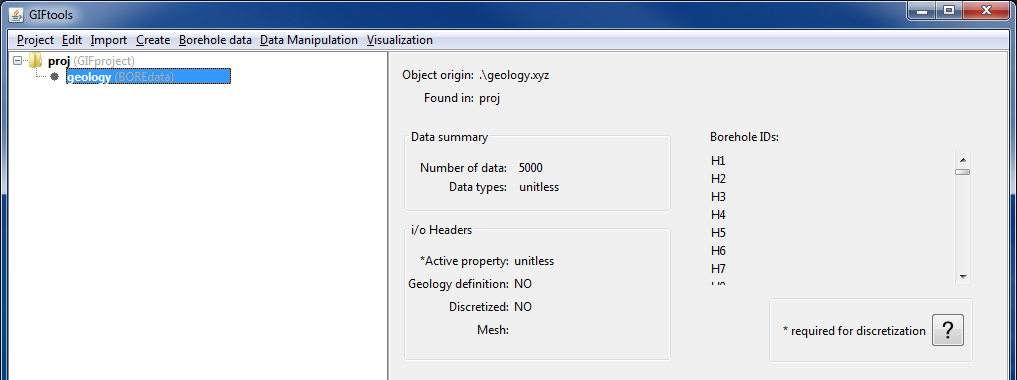 GIFtools
Project Edit Import Create Borehole data Data Manipulation Visualization
proj (GIFproject)
geology (BOREdata)
Object origin: .\geology.xyz
Found in: proj
Data summary
Number of data: 5000
Data types: unitless
i/o Headers
*Active property: unitless
Geology definition: NO
Discretized: NO
Mesh:
Borehole IDs:
H1
H2
H3
H4
H5
H6
H7
* required for discretization ?